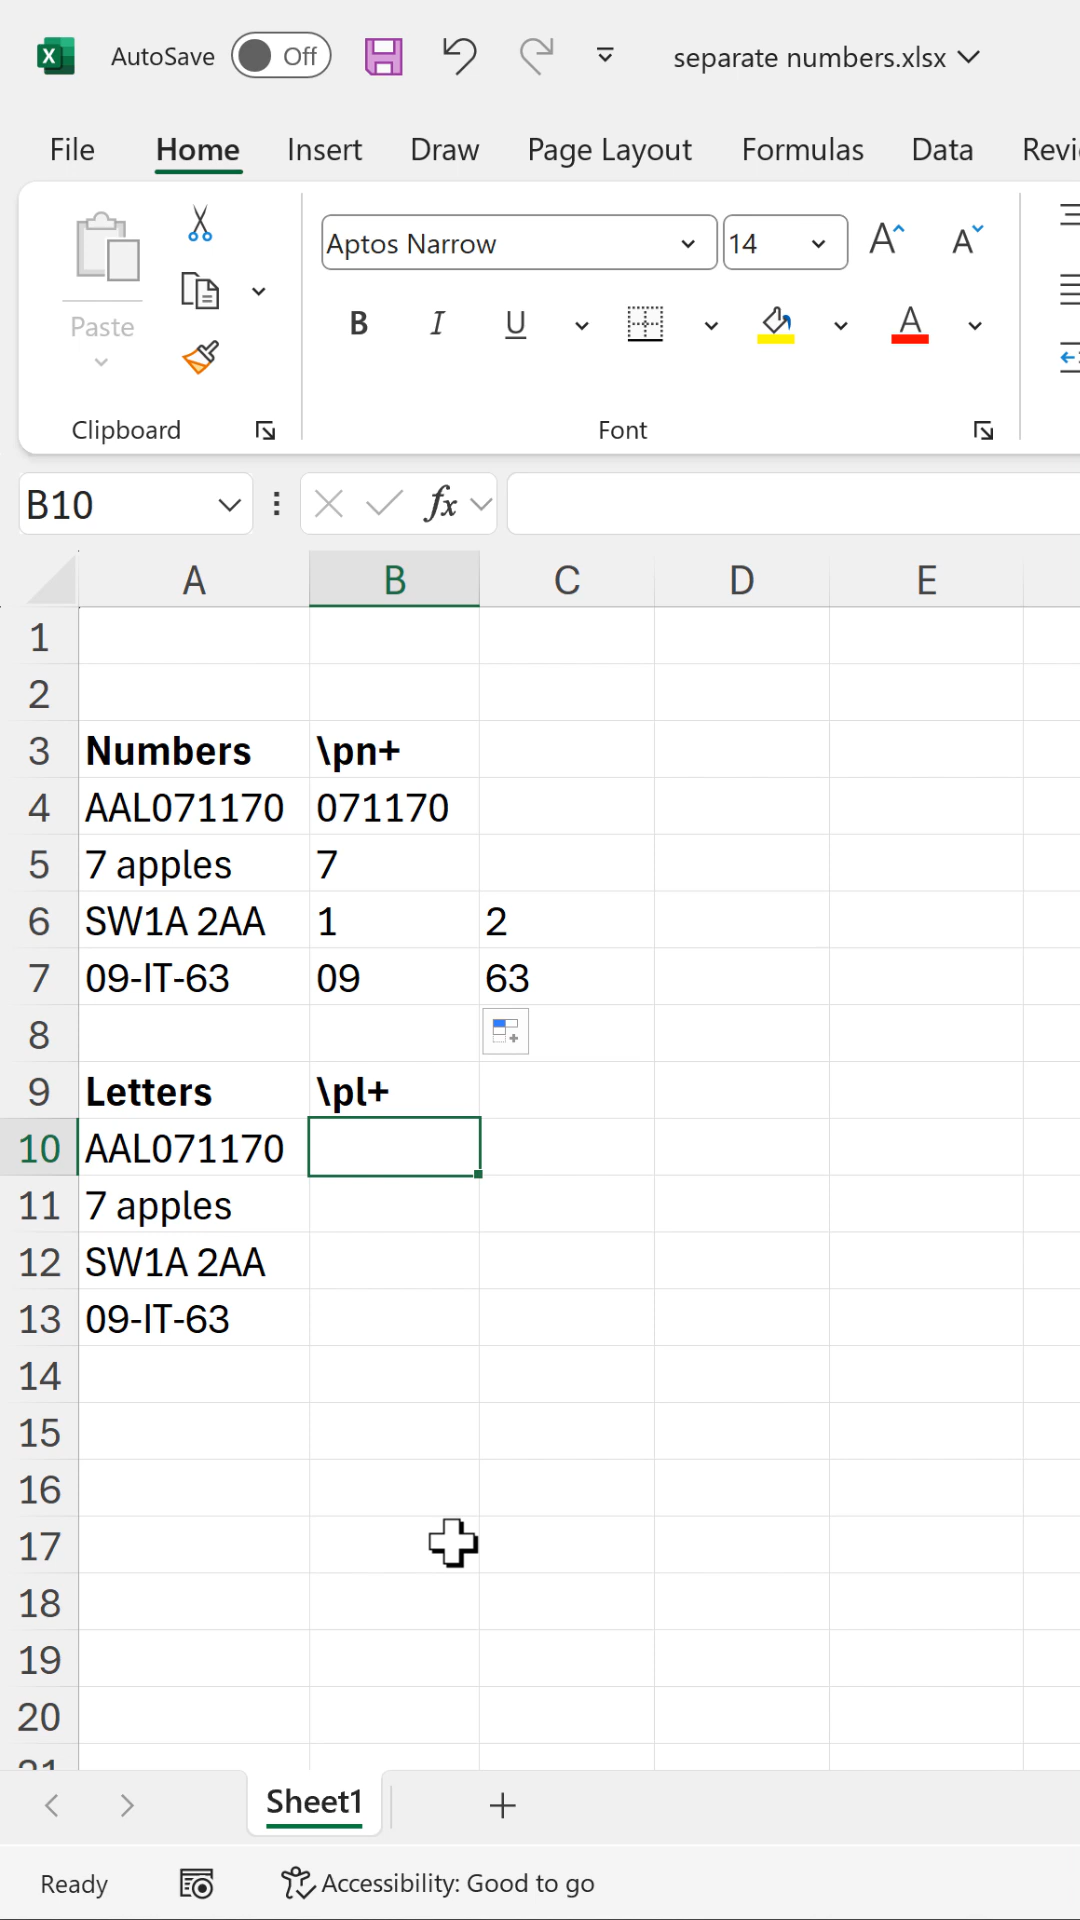 X AutoSave Off separate numbers.xlsx
File Home Insert Draw Page Layout Formulas Data Revi
Aptos Narrow 14 A A
Paste B I U A
Clipboard Font
B10 fx
A B C D E
1
2
3 Numbers \pn+
4 AAL071170 071170
5 7 apples 7
6 SW1A 2AA 1 2
7 09-IT-63 09 63
8
9 Letters \pl+
10 AAL071170
11 7 apples
12 SW1A 2AA
13 09-IT-63
14
15
16
17
18
19
20
21
Sheet1
Ready Accessibility: Good to go